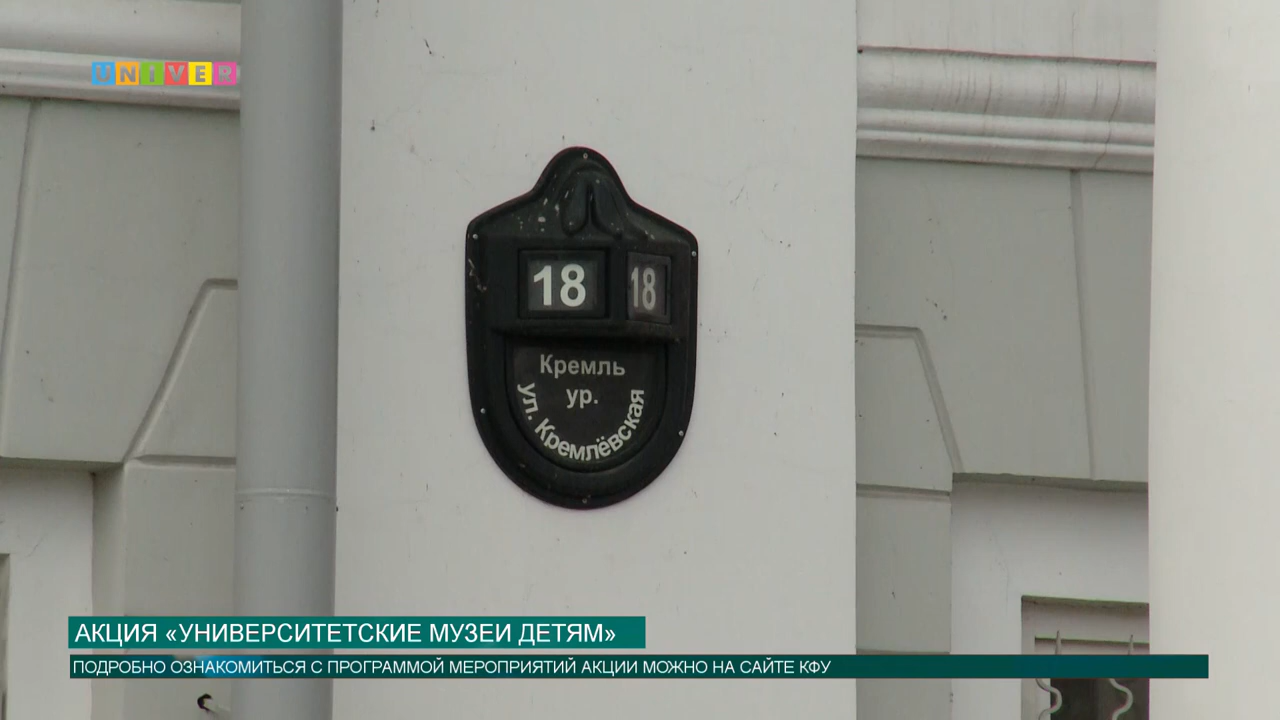 UNIVER
18 18
Кремль
ур.
ул. Кремлёвская
АКЦИЯ «УНИВЕРСИТЕТСКИЕ МУЗЕИ ДЕТЯМ»
ПОДРОБНО ОЗНАКОМИТЬСЯ С ПРОГРАММОЙ МЕРОПРИЯТИЙ АКЦИИ МОЖНО НА САЙТЕ КФУ